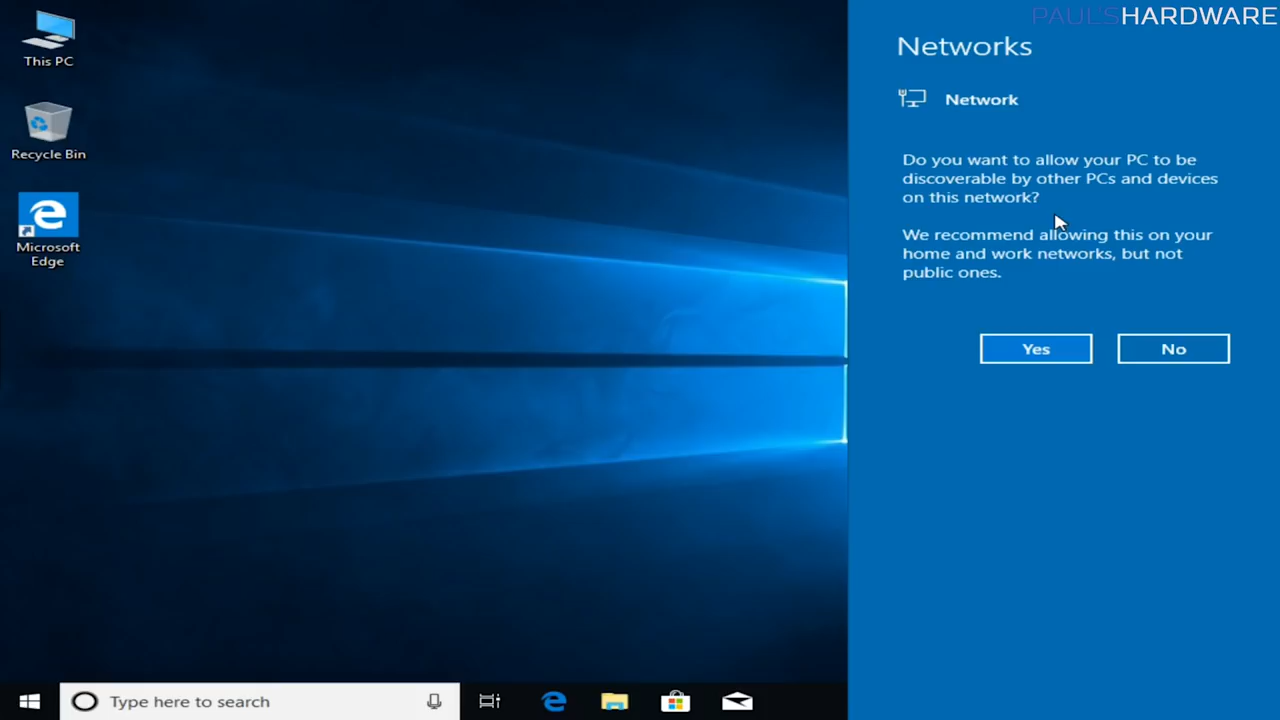 PAUL'SHARDWARE
This PC
Recycle Bin
Microsoft
Edge
Networks
Network
Do you want to allow your PC to be
discoverable by other PCs and devices
on this network?
We recommend allowing this on your
home and work networks, but not
public ones.
Yes
No
Type here to search